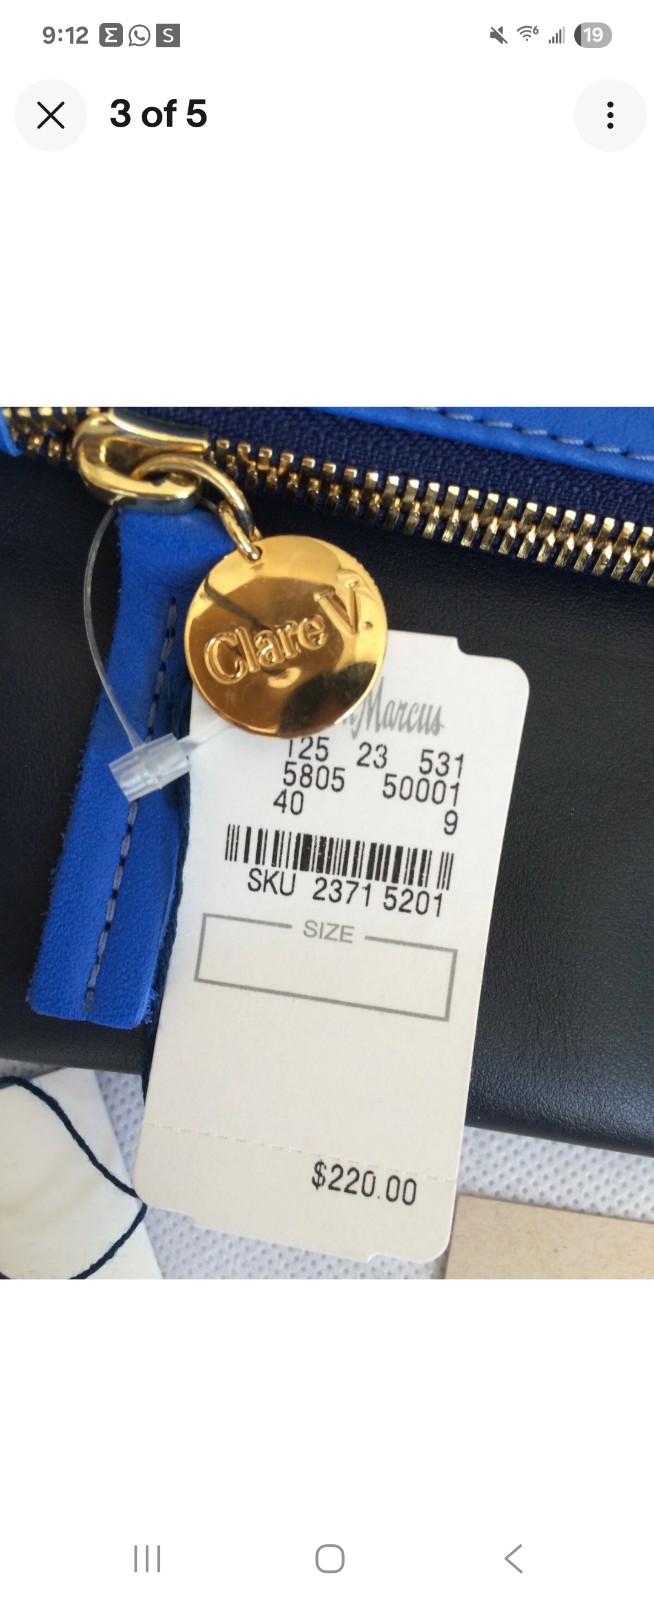 9:12
19
3 of 5
Clare V.
Marcus
125 23 531
5805 50001
40 9
SKU 2371 5201
SIZE
$220.00